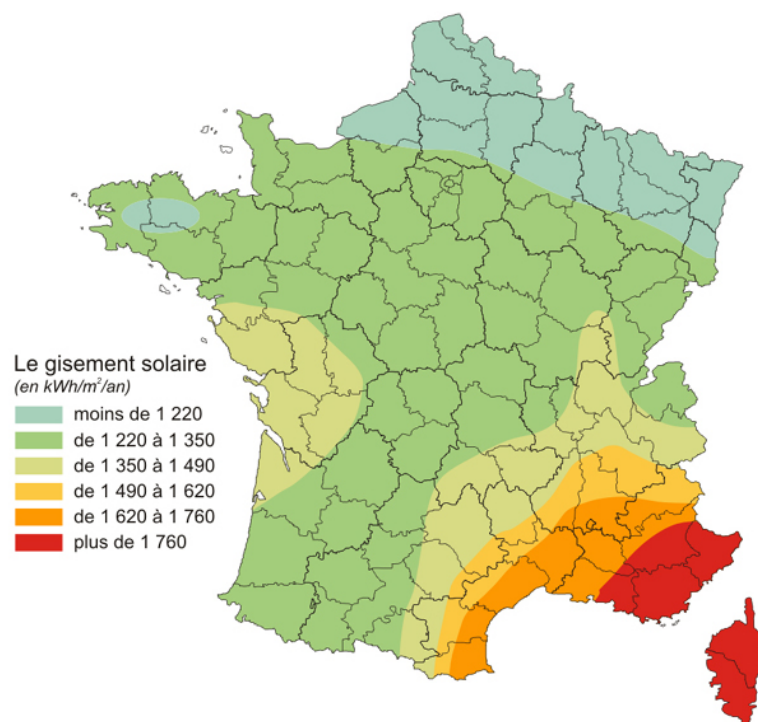 Le gisement solaire
(en kWh/m²/an)
moins de 1 220
de 1 220 à 1 350
de 1 350 à 1 490
de 1 490 à 1 620
de 1 620 à 1 760
plus de 1 760